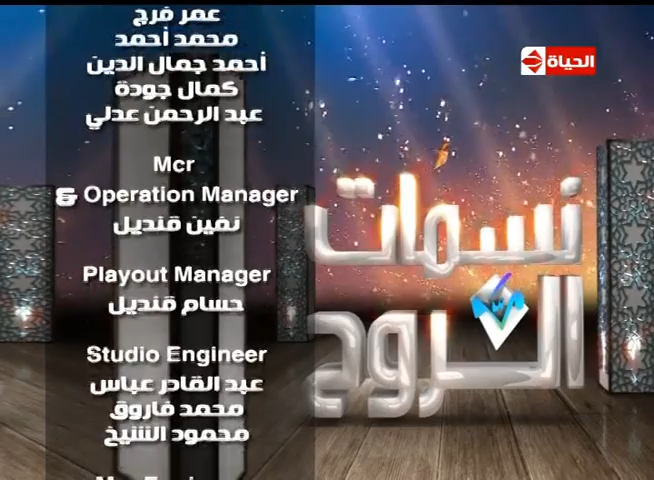 عمر فرج
محمد أحمد
أحمد جمال الدين
كمال جودة
عبد الرحمن عدلي
Mcr
& Operation Manager
نفين قنديل
Playout Manager
حسام قنديل
Studio Engineer
عبد القادر عباس
محمد فاروق
محمود الشيخ
الحياة
نسمات
الروح